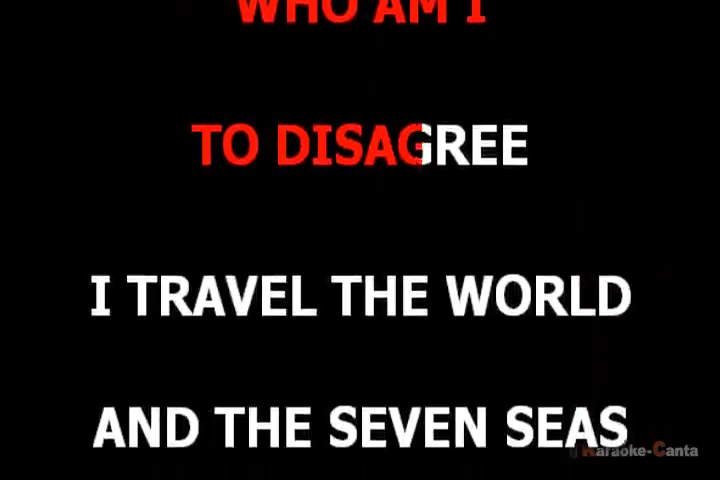 WHO AM I
TO DISAGREE
I TRAVEL THE WORLD
AND THE SEVEN SEAS
Karaoke-Canta